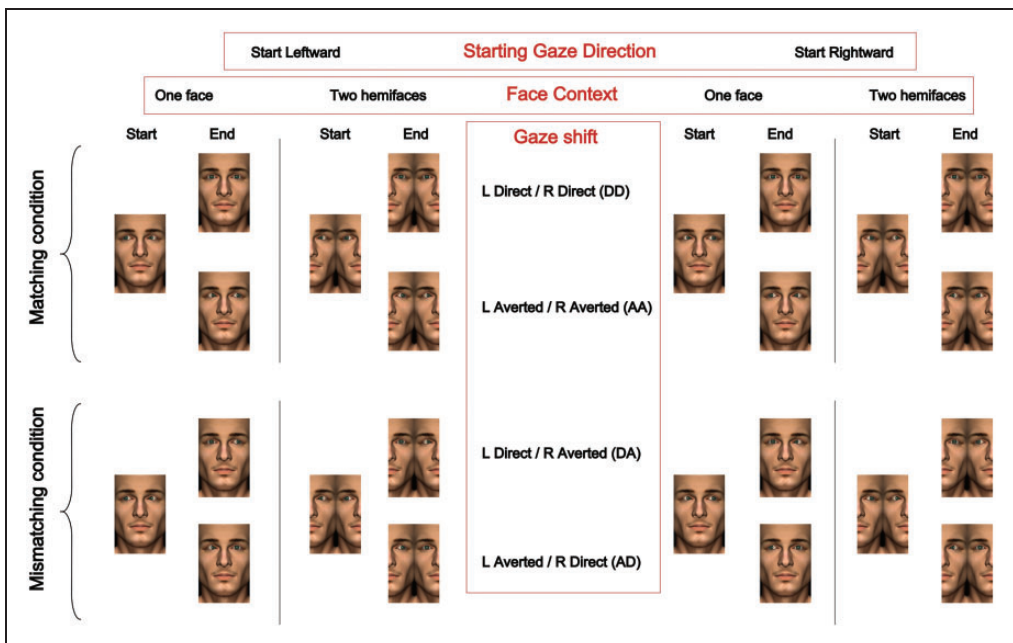 Start Leftward Starting Gaze Direction Start Rightward
One face Two hemifaces Face Context One face Two hemifaces
Start End Start End Gaze shift Start End Start End
Matching condition
L Direct / R Direct (DD)
L Averted / R Averted (AA)
Mismatching condition
L Direct / R Averted (DA)
L Averted / R Direct (AD)